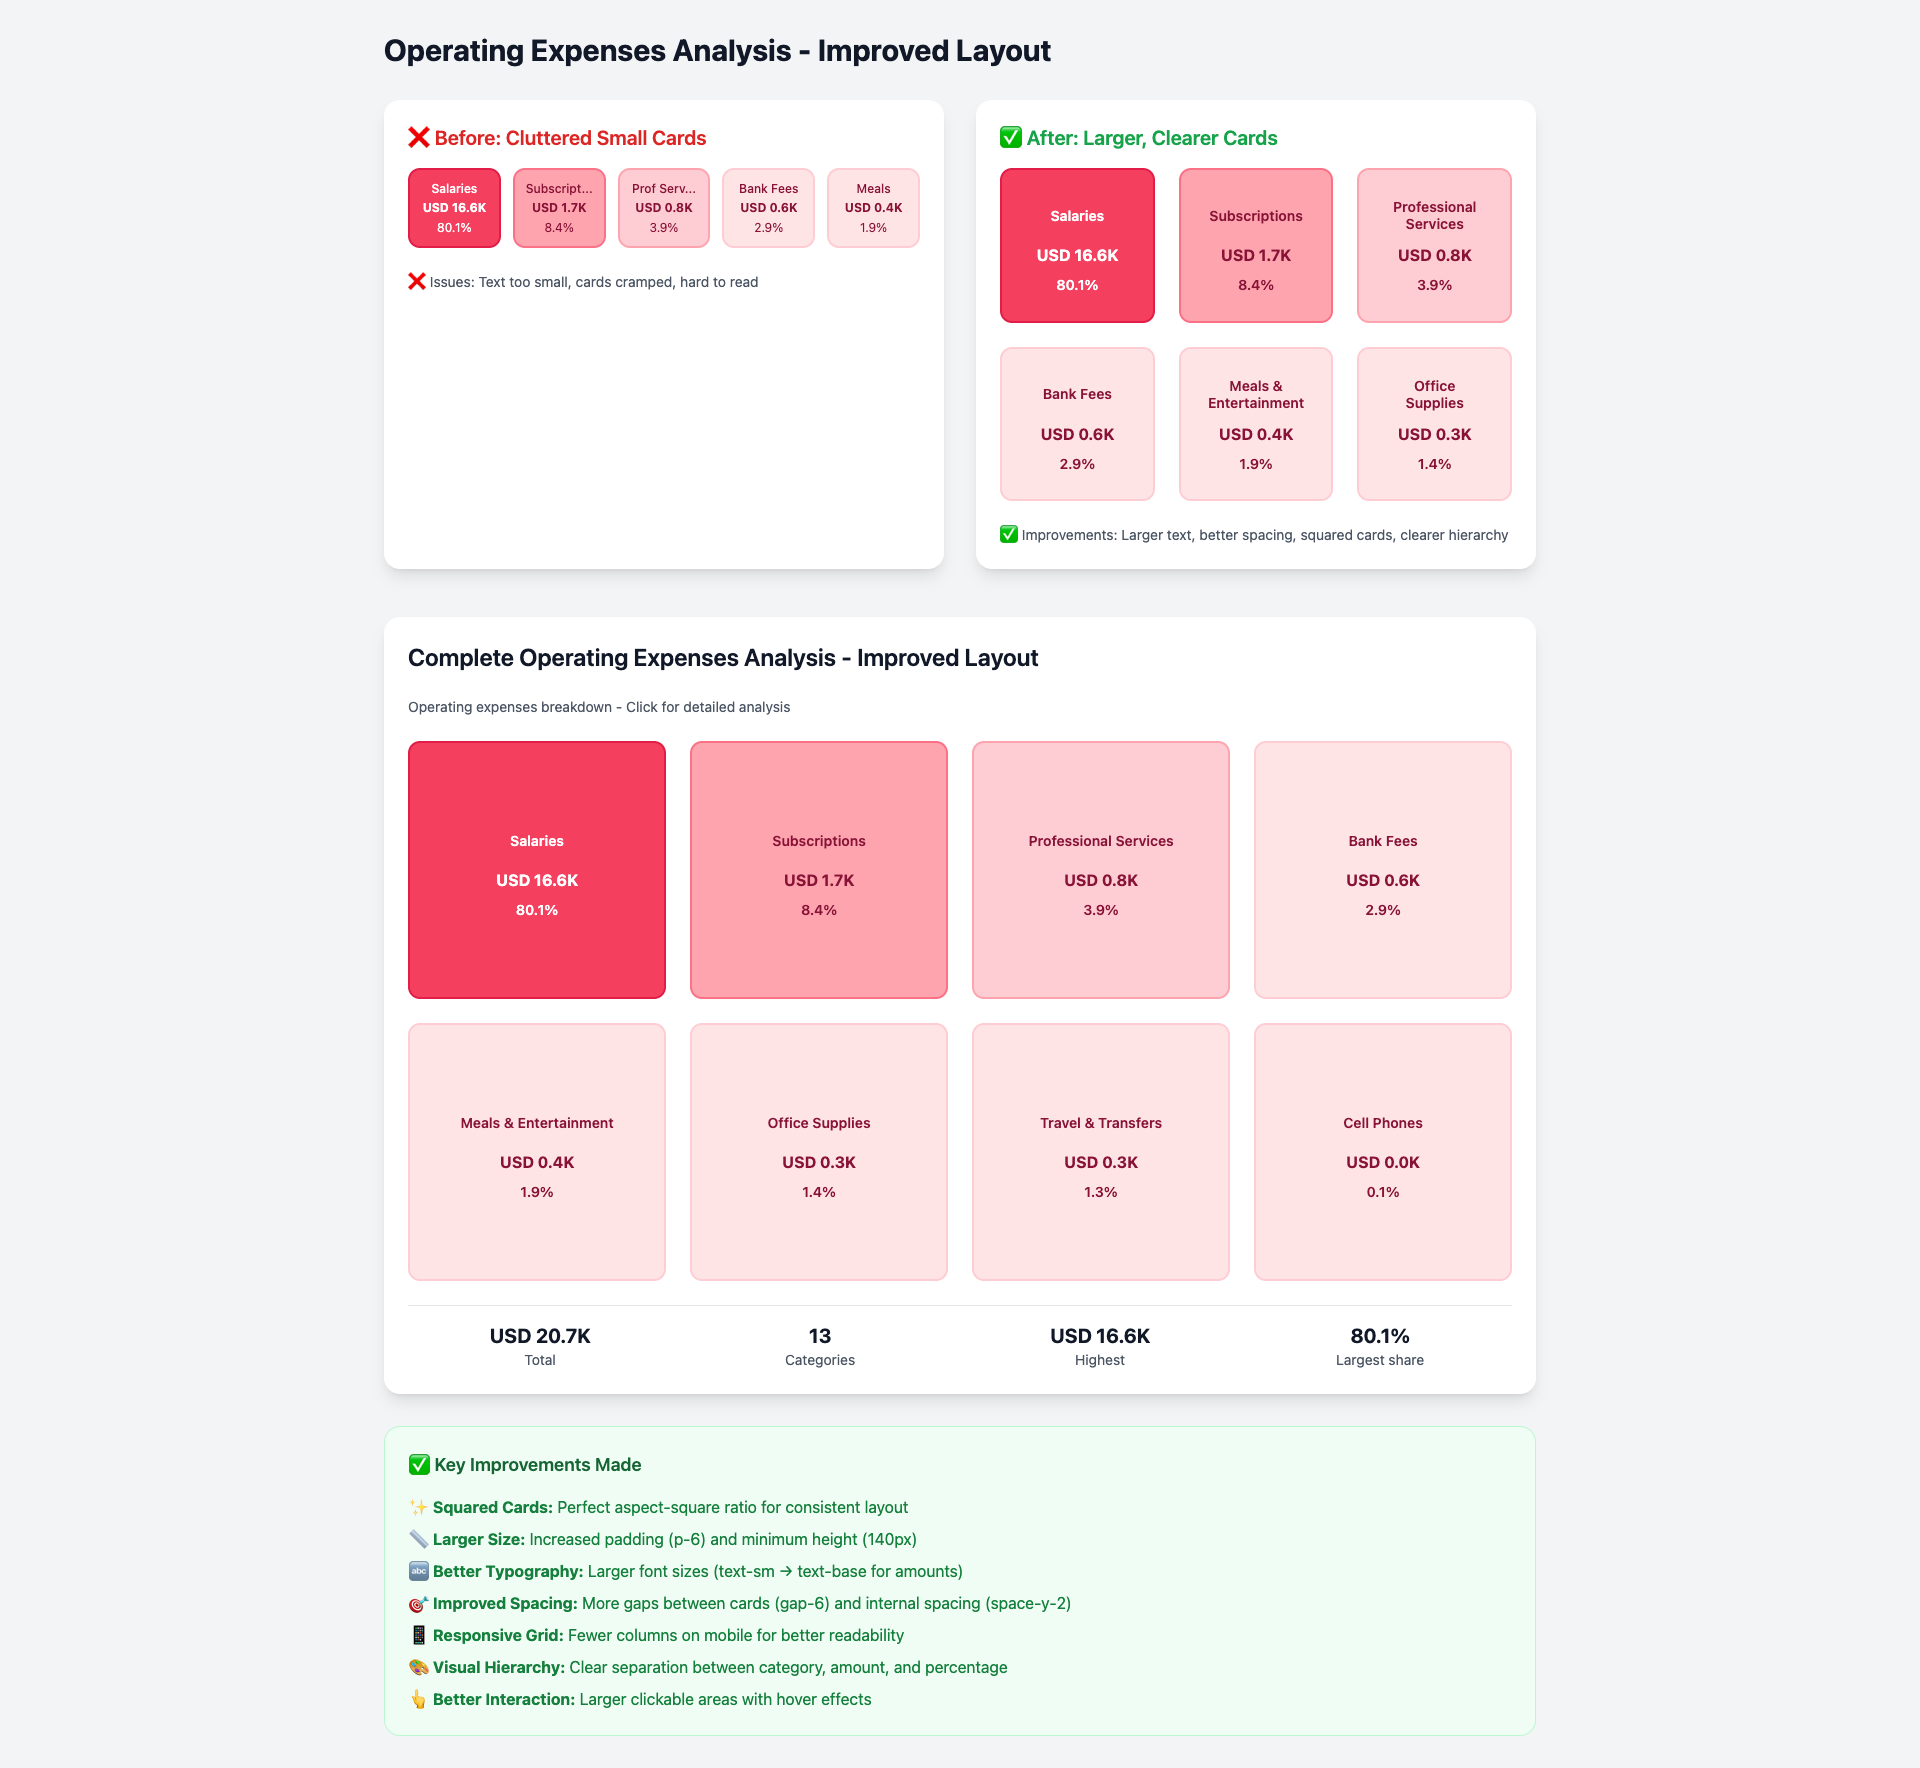 Operating Expenses Analysis - Improved Layout
❌ Before: Cluttered Small Cards
Salaries
USD 16.6K
80.1%
Subscript...
USD 1.7K
8.4%
Prof Serv...
USD 0.8K
3.9%
Bank Fees
USD 0.6K
2.9%
Meals
USD 0.4K
1.9%
❌ Issues: Text too small, cards cramped, hard to read
✅ After: Larger, Clearer Cards
Salaries
USD 16.6K
80.1%
Subscriptions
USD 1.7K
8.4%
Professional
Services
USD 0.8K
3.9%
Bank Fees
USD 0.6K
2.9%
Meals &
Entertainment
USD 0.4K
1.9%
Office
Supplies
USD 0.3K
1.4%
✅ Improvements: Larger text, better spacing, squared cards, clearer hierarchy
Complete Operating Expenses Analysis - Improved Layout
Operating expenses breakdown - Click for detailed analysis
Salaries
USD 16.6K
80.1%
Subscriptions
USD 1.7K
8.4%
Professional Services
USD 0.8K
3.9%
Bank Fees
USD 0.6K
2.9%
Meals & Entertainment
USD 0.4K
1.9%
Office Supplies
USD 0.3K
1.4%
Travel & Transfers
USD 0.3K
1.3%
Cell Phones
USD 0.0K
0.1%
USD 20.7K
Total
13
Categories
USD 16.6K
Highest
80.1%
Largest share
✅ Key Improvements Made
✨ Squared Cards: Perfect aspect-square ratio for consistent layout
📏 Larger Size: Increased padding (p-6) and minimum height (140px)
🔤 Better Typography: Larger font sizes (text-sm → text-base for amounts)
🎯 Improved Spacing: More gaps between cards (gap-6) and internal spacing (space-y-2)
📱 Responsive Grid: Fewer columns on mobile for better readability
🎨 Visual Hierarchy: Clear separation between category, amount, and percentage
👆 Better Interaction: Larger clickable areas with hover effects